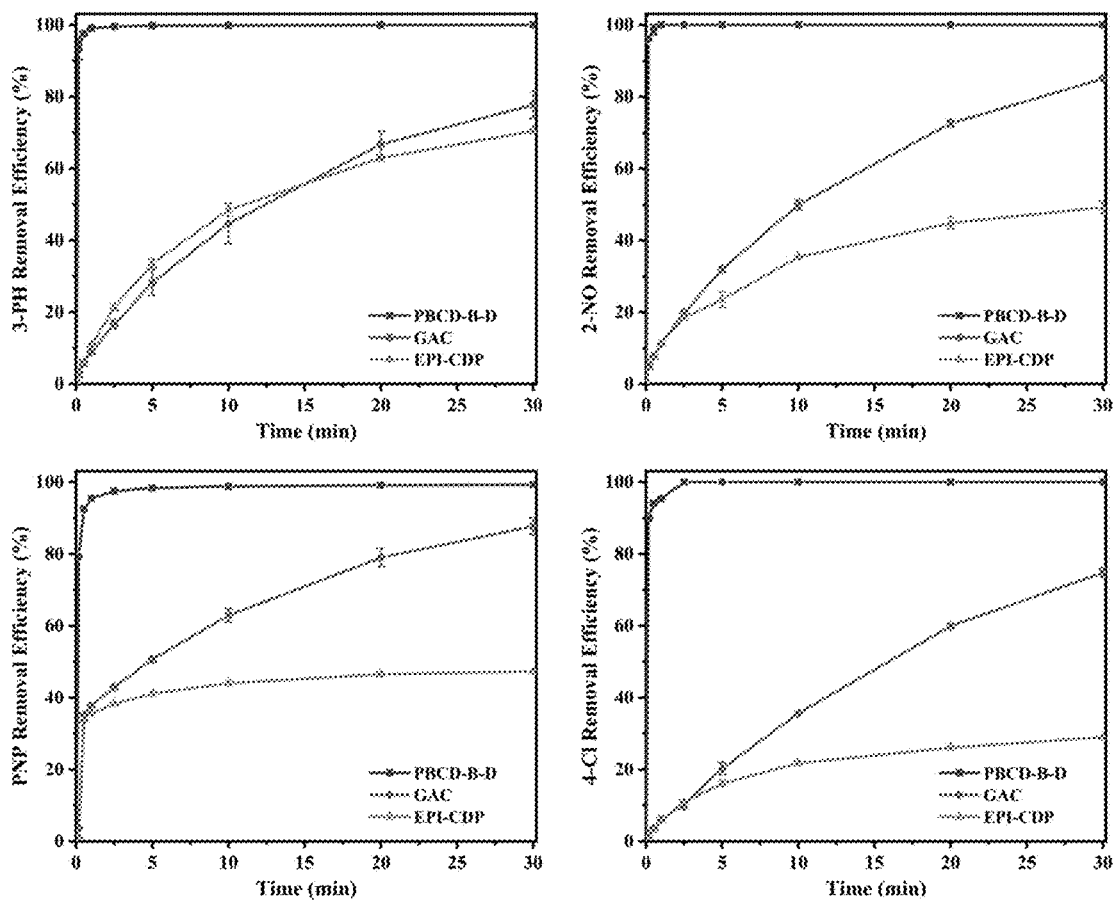 3-PH Removal Efficiency (%)
100
80
60
40
20
0
PBCD-B-D
GAC
EPI-CDP
0 5 10 15 20 25 30
Time (min)
2-NO Removal Efficiency (%)
100
80
60
40
20
0
PBCD-B-D
GAC
EPI-CDP
0 5 10 15 20 25 30
Time (min)
PNP Removal Efficiency (%)
100
80
60
40
20
0
PBCD-B-D
GAC
EPI-CDP
0 5 10 15 20 25 30
Time (min)
4-Cl Removal Efficiency (%)
100
80
60
40
20
0
PBCD-B-D
GAC
EPI-CDP
0 5 10 15 20 25 30
Time (min)